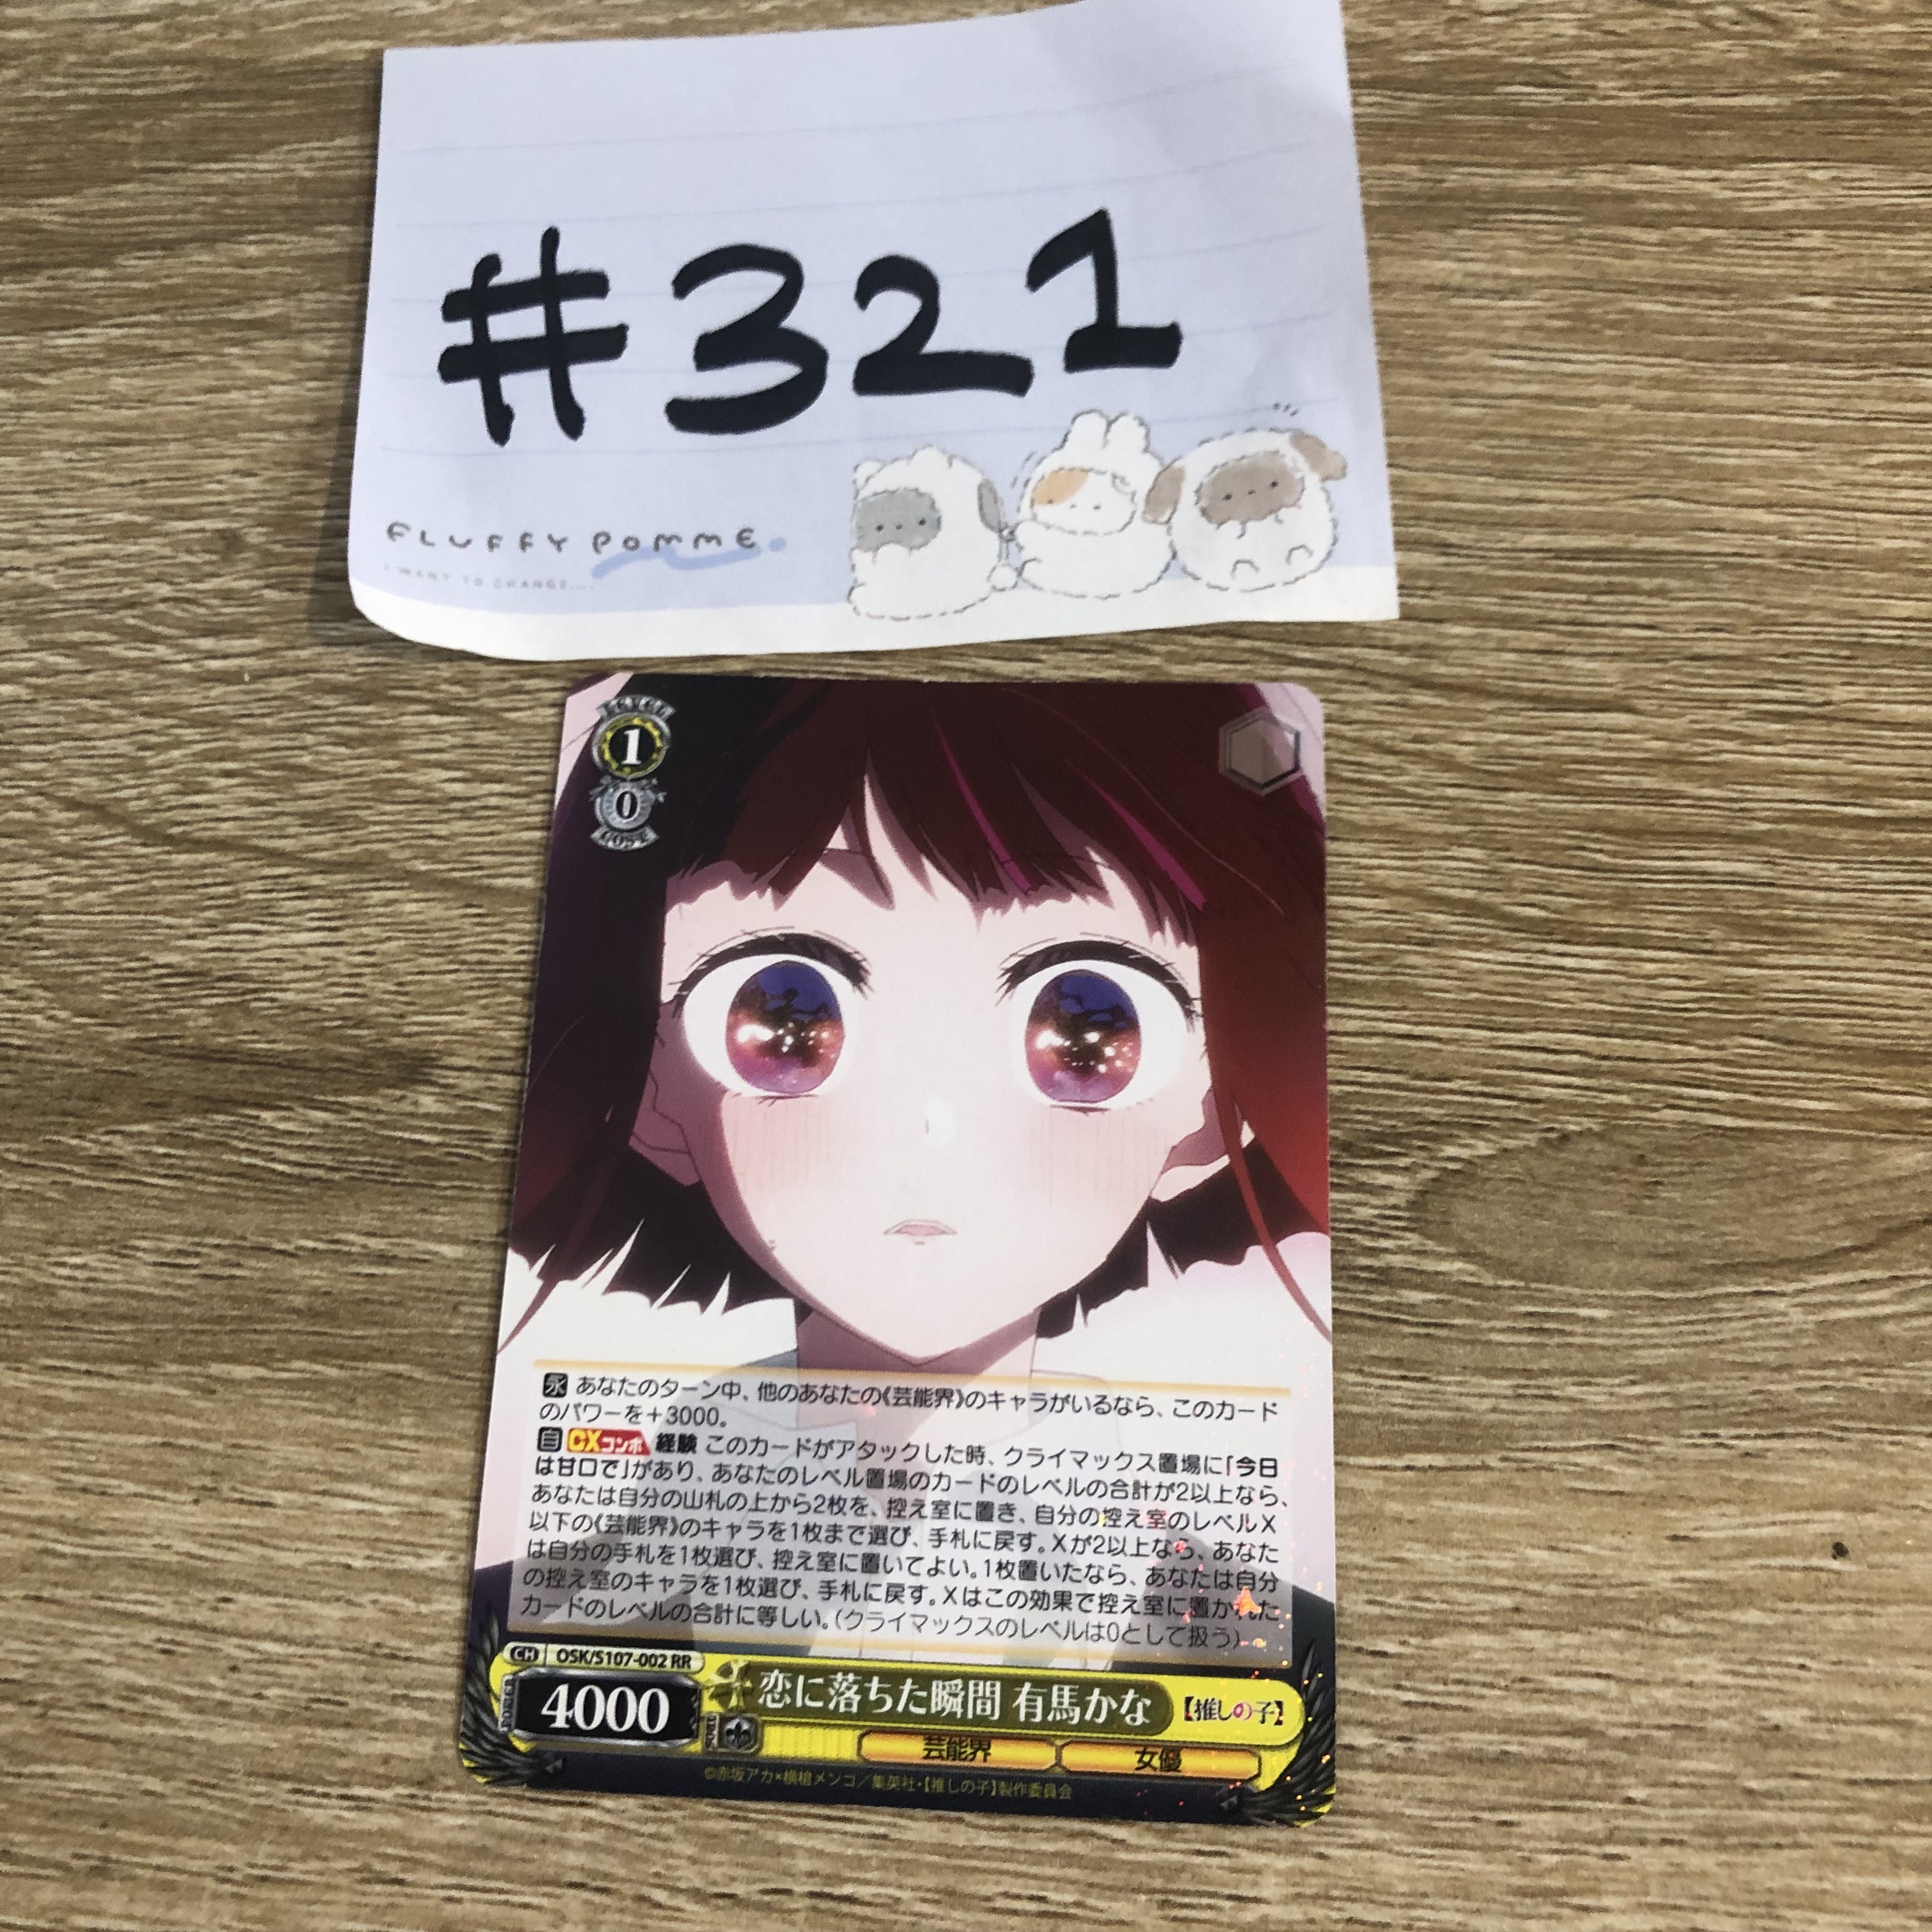 #321
FLUFFY POMME
I WANT TO CHANGE....
LEVEL
1
0
COST
永 あなたのターン中、他のあなたの《芸能界》のキャラがいるなら、このカード
のパワーを+3000。
自 CXコンボ 経験 このカードがアタックした時、クライマックス置場に「今日
は甘口で」があり、あなたのレベル置場のカードのレベルの合計が2以上なら、
あなたは自分の山札の上から2枚を、控え室に置き、自分の控え室のレベルX
以下の《芸能界》のキャラを1枚まで選び、手札に戻す。Xが2以上なら、あなた
は自分の手札を1枚選び、控え室に置いてよい。1枚置いたなら、あなたは自分
の控え室のキャラを1枚選び、手札に戻す。Xはこの効果で控え室に置かれた
カードのレベルの合計に等しい。(クライマックスのレベルは0として扱う)
CH OSK/S107-002 RR
POWER 4000 恋に落ちた瞬間 有馬かな 【推しの子】
SOUL 芸能界 女優
©赤坂アカ×横槍メンゴ/集英社・【推しの子】製作委員会